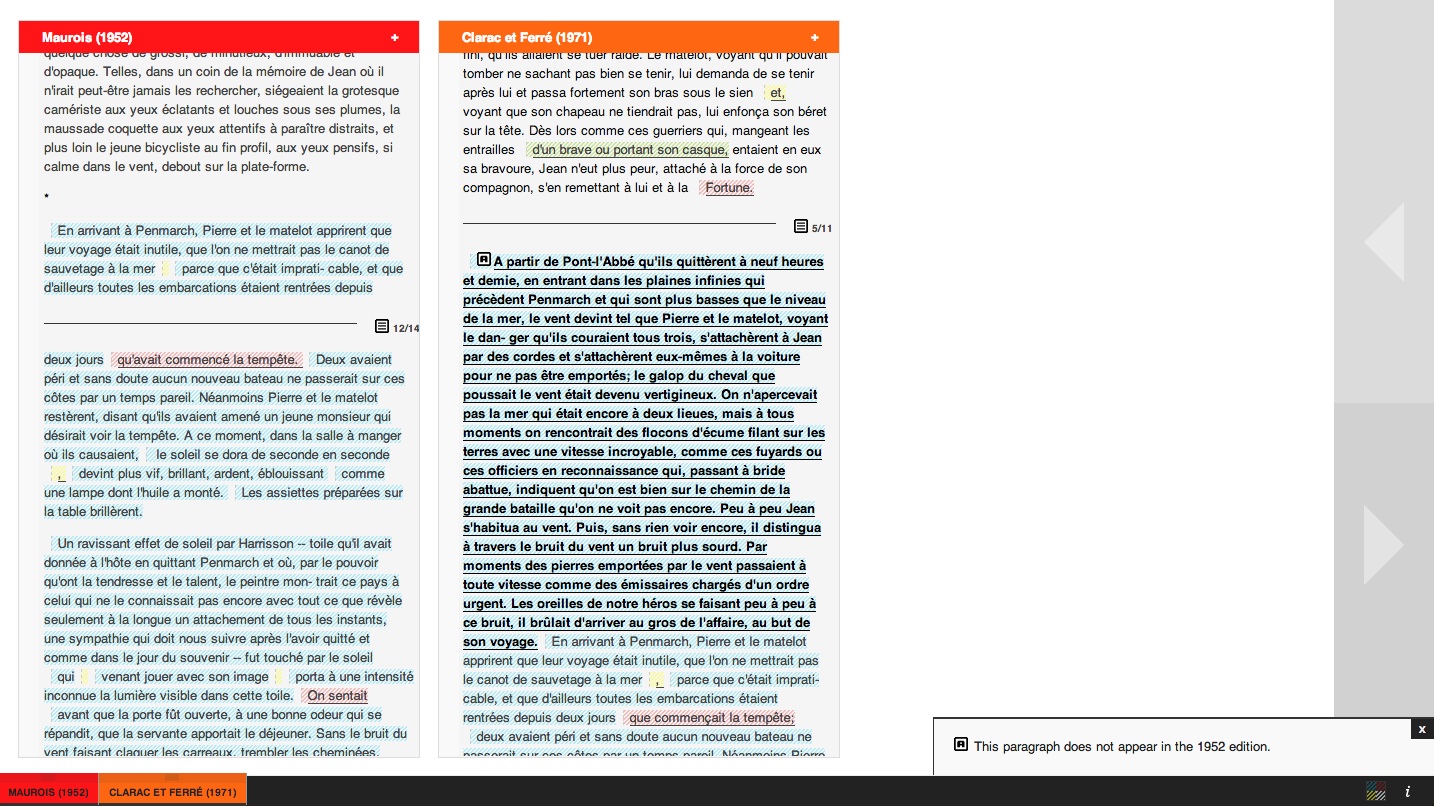 Maurois (1952) +
quelque chose de grossi, de minutieux, d'immuable et
d'opaque. Telles, dans un coin de la mémoire de Jean où il
n'irait peut-être jamais les rechercher, siégeaient la grotesque
camériste aux yeux éclatants et louches sous ses plumes, la
maussade coquette aux yeux attentifs à paraître distraits, et
plus loin le jeune bicycliste au fin profil, aux yeux pensifs, si
calme dans le vent, debout sur la plate-forme.
*
En arrivant à Penmarch, Pierre et le matelot apprirent que
leur voyage était inutile, que l'on ne mettrait pas le canot de
sauvetage à la mer parce que c'était imprati- cable, et que
d'ailleurs toutes les embarcations étaient rentrées depuis
12/14
deux jours qu'avait commencé la tempête. Deux avaient
péri et sans doute aucun nouveau bateau ne passerait sur ces
côtes par un temps pareil. Néanmoins Pierre et le matelot
restèrent, disant qu'ils avaient amené un jeune monsieur qui
désirait voir la tempête. A ce moment, dans la salle à manger
où ils causaient, le soleil se dora de seconde en seconde
, devint plus vif, brillant, ardent, éblouissant comme
une lampe dont l'huile a monté. Les assiettes préparées sur
la table brillèrent.
Un ravissant effet de soleil par Harrisson -- toile qu'il avait
donnée à l'hôte en quittant Penmarch et où, par le pouvoir
qu'ont la tendresse et le talent, le peintre mon- trait ce pays à
celui qui ne le connaissait pas encore avec tout ce que révèle
seulement à la longue un attachement de tous les instants,
une sympathie qui doit nous suivre après l'avoir quitté et
comme dans le jour du souvenir -- fut touché par le soleil
qui venant jouer avec son image porta à une intensité
inconnue la lumière visible dans cette toile. On sentait
avant que la porte fût ouverte, à une bonne odeur qui se
répandit, que la servante apportait le déjeuner. Sans le bruit du
vent faisant claquer les carreaux, trembler les cheminées,
Clarac et Ferré (1971) +
fini, qu'ils allaient se tuer raide. Le matelot, voyant qu'il pouvait
tomber ne sachant pas bien se tenir, lui demanda de se tenir
après lui et passa fortement son bras sous le sien et,
voyant que son chapeau ne tiendrait pas, lui enfonça son béret
sur la tête. Dès lors comme ces guerriers qui, mangeant les
entrailles d'un brave ou portant son casque, entaient en eux
sa bravoure, Jean n'eut plus peur, attaché à la force de son
compagnon, s'en remettant à lui et à la Fortune.
5/11
A partir de Pont-l'Abbé qu'ils quittèrent à neuf heures
et demie, en entrant dans les plaines infinies qui
précèdent Penmarch et qui sont plus basses que le niveau
de la mer, le vent devint tel que Pierre et le matelot, voyant
le dan- ger qu'ils couraient tous trois, s'attachèrent à Jean
par des cordes et s'attachèrent eux-mêmes à la voiture
pour ne pas être emportés; le galop du cheval que
poussait le vent était devenu vertigineux. On n'apercevait
pas la mer qui était encore à deux lieues, mais à tous
moments on rencontrait des flocons d'écume filant sur les
terres avec une vitesse incroyable, comme ces fuyards ou
ces officiers en reconnaissance qui, passant à bride
abattue, indiquent qu'on est bien sur le chemin de la
grande bataille qu'on ne voit pas encore. Peu à peu Jean
s'habitua au vent. Puis, sans rien voir encore, il distingua
à travers le bruit du vent un bruit plus sourd. Par
moments des pierres emportées par le vent passaient à
toute vitesse comme des émissaires chargés d'un ordre
urgent. Les oreilles de notre héros se faisant peu à peu à
ce bruit, il brûlait d'arriver au gros de l'affaire, au but de
son voyage. En arrivant à Penmarch, Pierre et le matelot
apprirent que leur voyage était inutile, que l'on ne mettrait pas
le canot de sauvetage à la mer , parce que c'était imprati-
cable, et que d'ailleurs toutes les embarcations étaient
rentrées depuis deux jours que commençait la tempête;
deux avaient péri et sans doute aucun nouveau bateau ne
passerait sur ces côtes par un temps pareil. Néanmoins Pierre
x
This paragraph does not appear in the 1952 edition.
MAUROIS (1952) CLARAC ET FERRÉ (1971) i